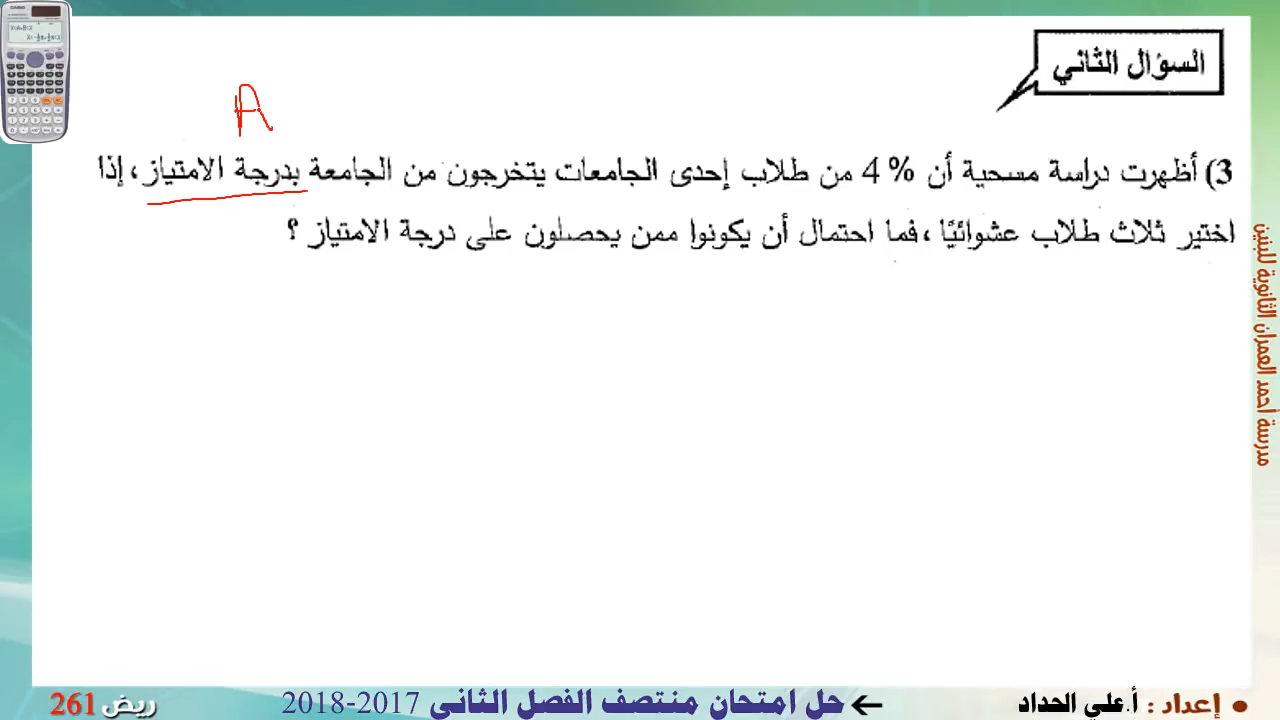 السؤال الثاني
A
3) أظهرت دراسة مسحية أن 4 % من طلاب إحدى الجامعات يتخرجون من الجامعة بدرجة الامتياز ، إذا
اختير ثلاث طلاب عشوائيًا ، فما احتمال أن يكونوا ممن يحصلون على درجة الامتياز ؟
مدرسة أحمد العمران الثانوية للبنين
• إعداد : أ.علي الحداد ← حل امتحان منتصف الفصل الثاني 2017-2018 ريض 261